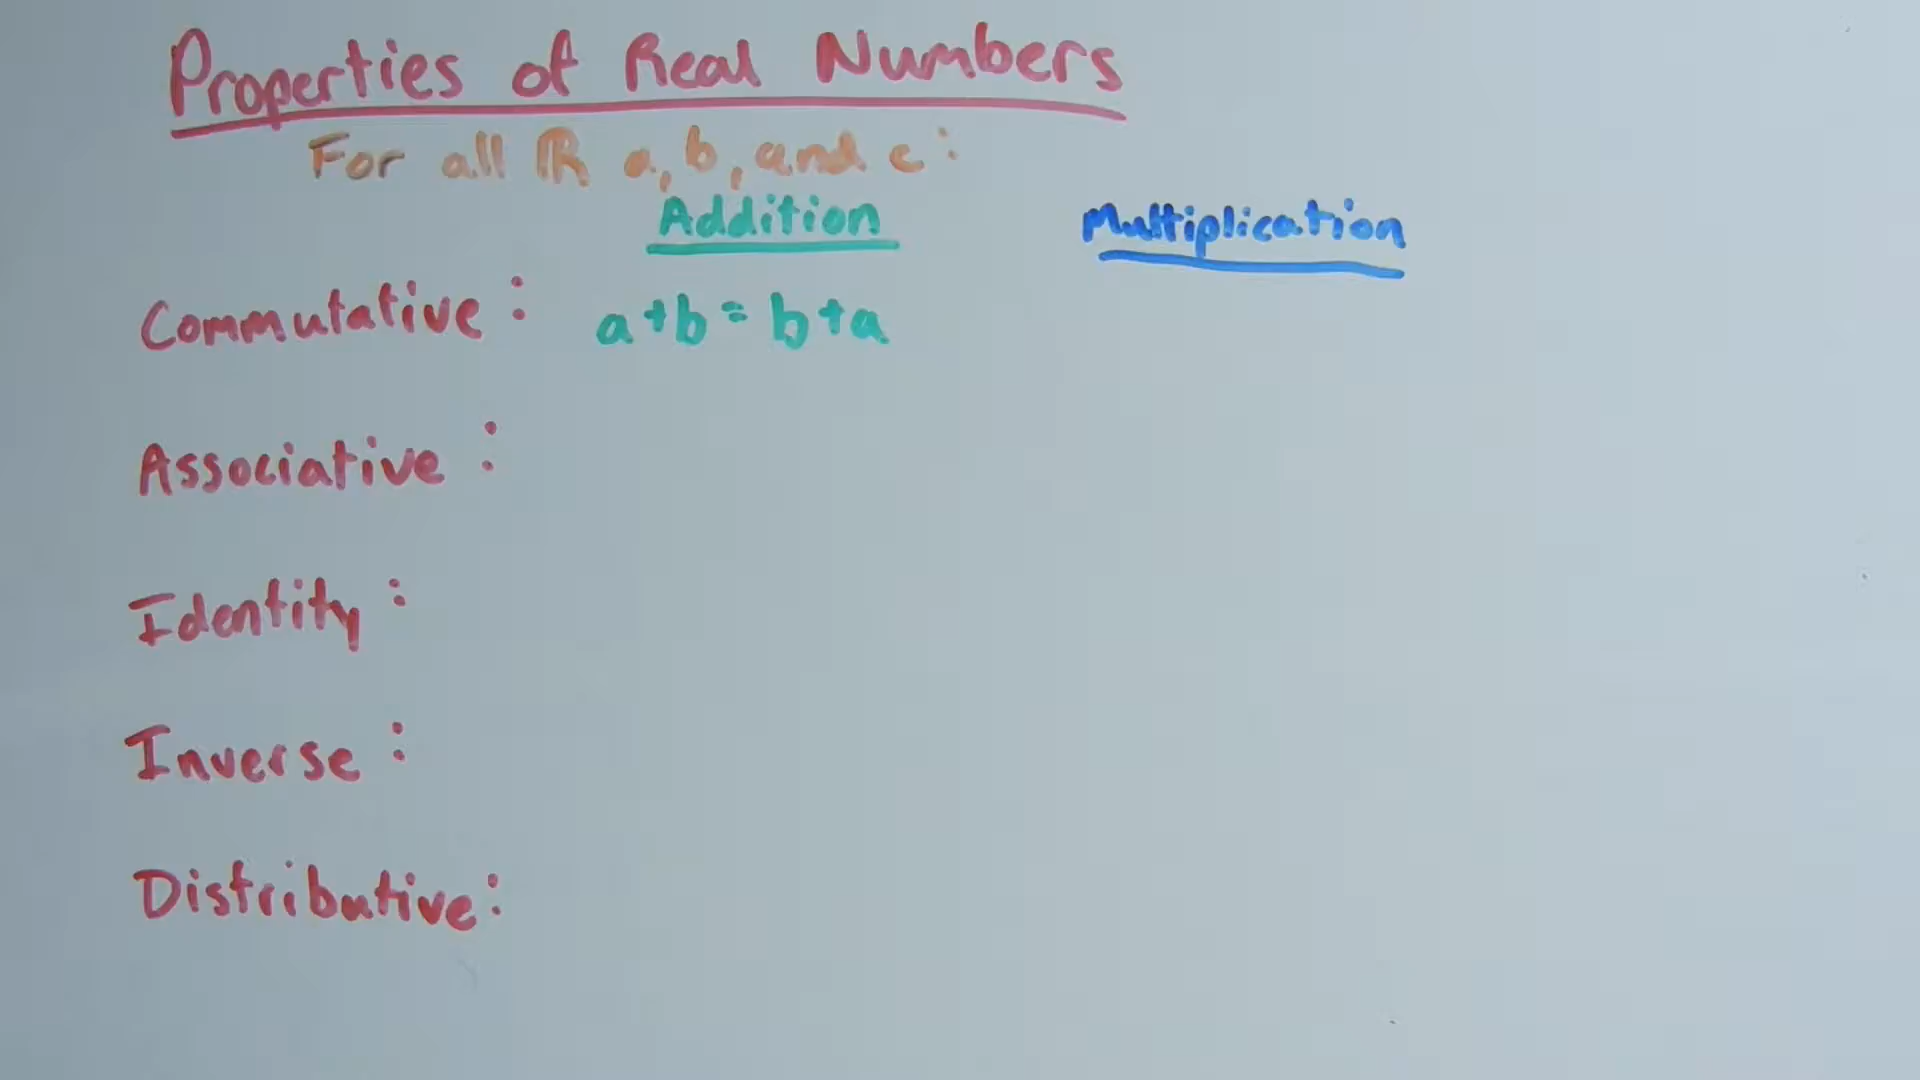 Properties of Real Numbers
For all ℝ a, b, and c:
Addition Multiplication
Commutative: a+b = b+a
Associative:
Identity:
Inverse:
Distributive: